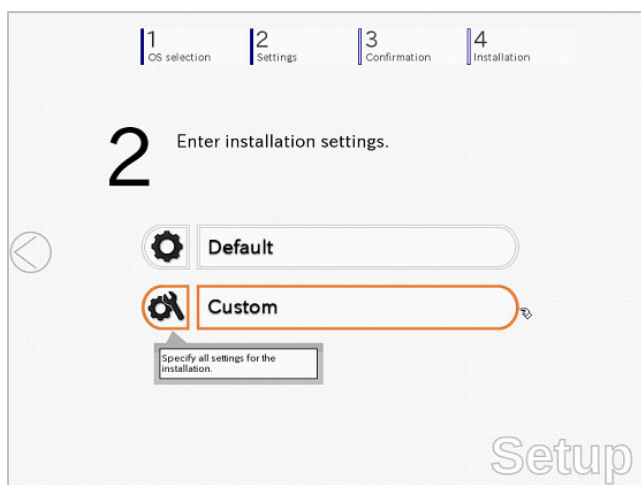 1
OS selection
2
Settings
3
Confirmation
4
Installation
2
Enter installation settings.
Default
Custom
Specify all settings for the
installation.
Setup